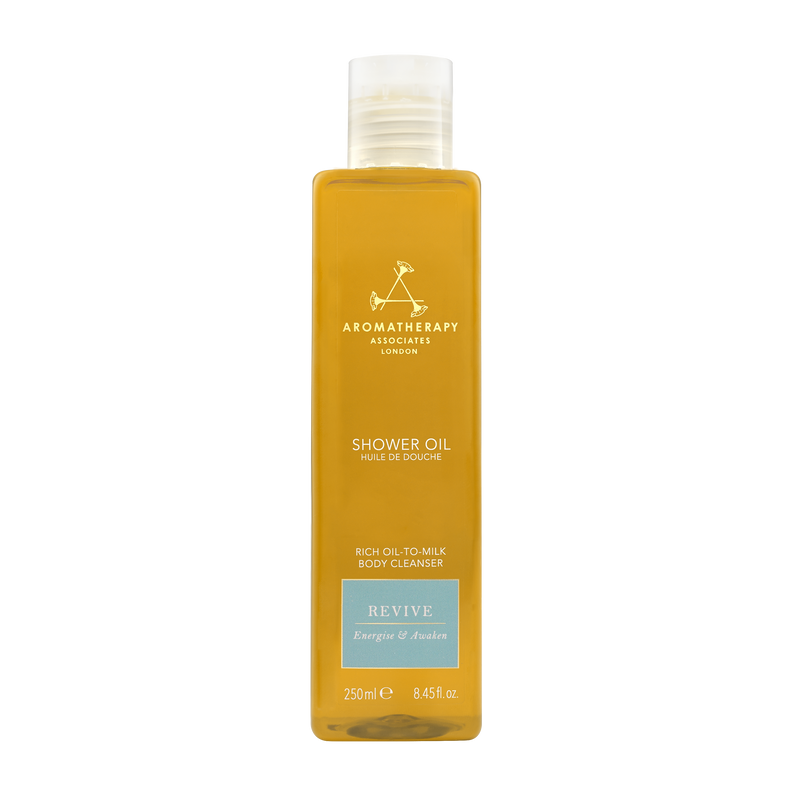 AROMATHERAPY
ASSOCIATES
LONDON
SHOWER OIL
HUILE DE DOUCHE
RICH OIL-TO-MILK
BODY CLEANSER
REVIVE
Energise & Awaken
250ml ℮ 8.45fl.oz.